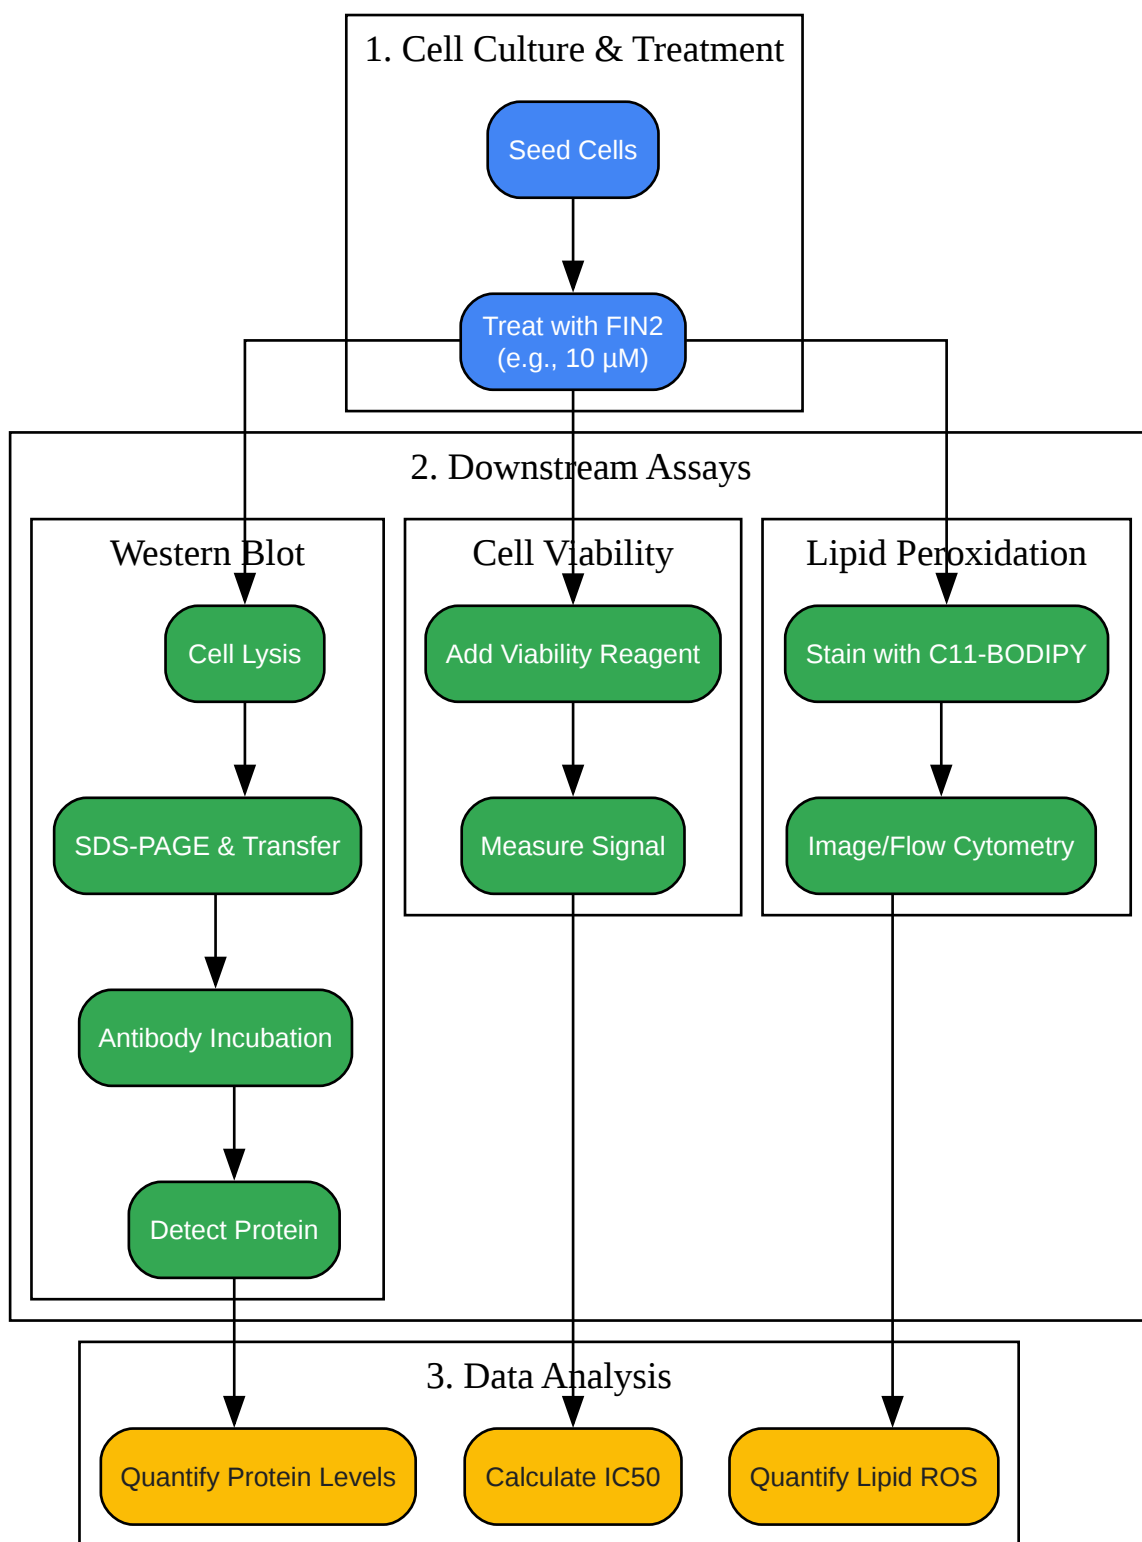 1. Cell Culture & Treatment
Seed Cells
Treat with FIN2
(e.g., 10 µM)
2. Downstream Assays
Western Blot
Cell Viability
Lipid Peroxidation
Cell Lysis
Add Viability Reagent
Stain with C11-BODIPY
SDS-PAGE & Transfer
Measure Signal
Image/Flow Cytometry
Antibody Incubation
Detect Protein
3. Data Analysis
Quantify Protein Levels
Calculate IC50
Quantify Lipid ROS